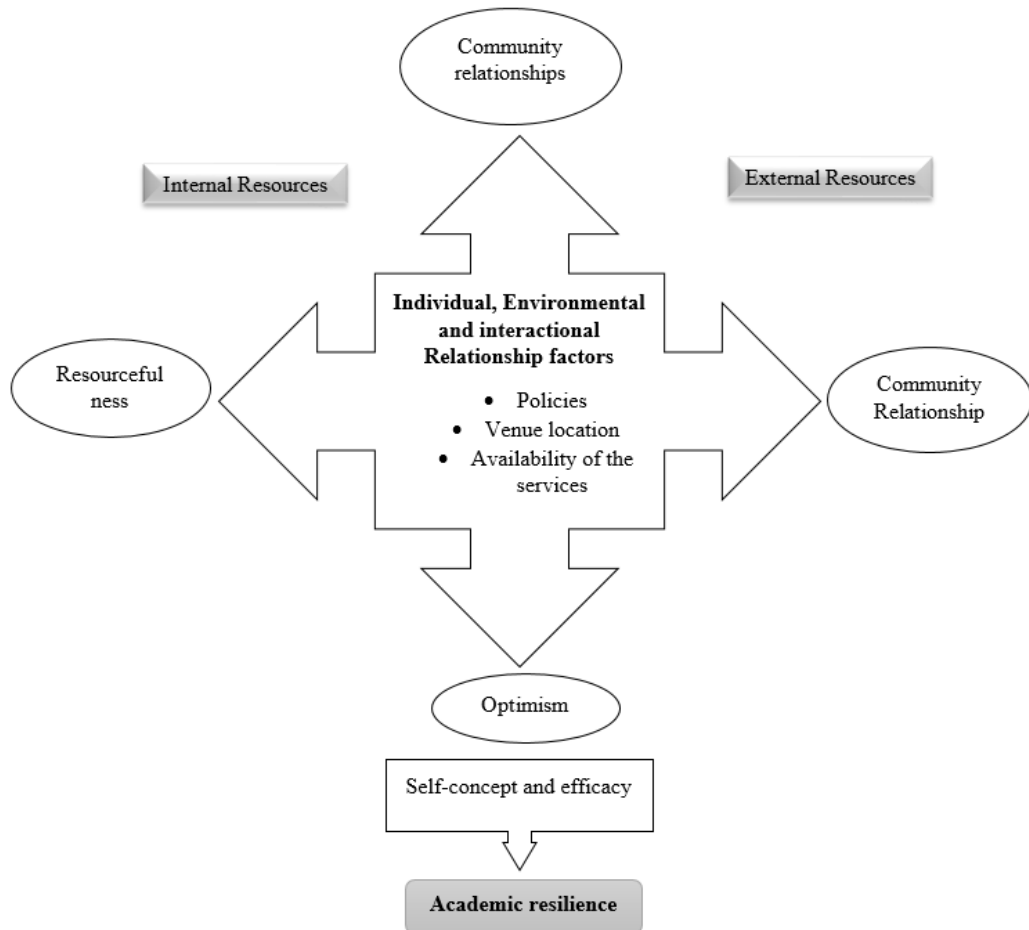 Community
relationships
Internal Resources
External Resources
Individual, Environmental
and interactional
Relationship factors
• Policies
• Venue location
• Availability of the
services
Resourceful
ness
Community
Relationship
Optimism
Self-concept and efficacy
Academic resilience